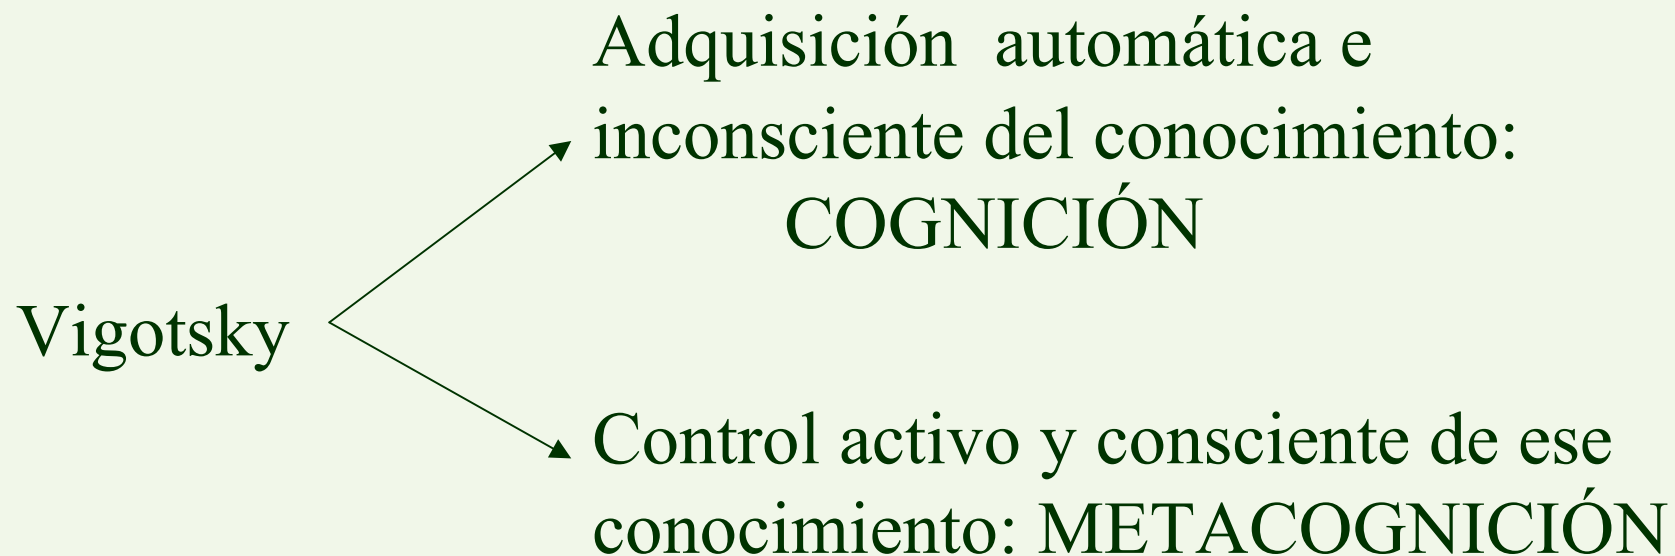 Adquisición automática e
inconsciente del conocimiento:
COGNICIÓN
Vigotsky
Control activo y consciente de ese
conocimiento: METACOGNICIÓN